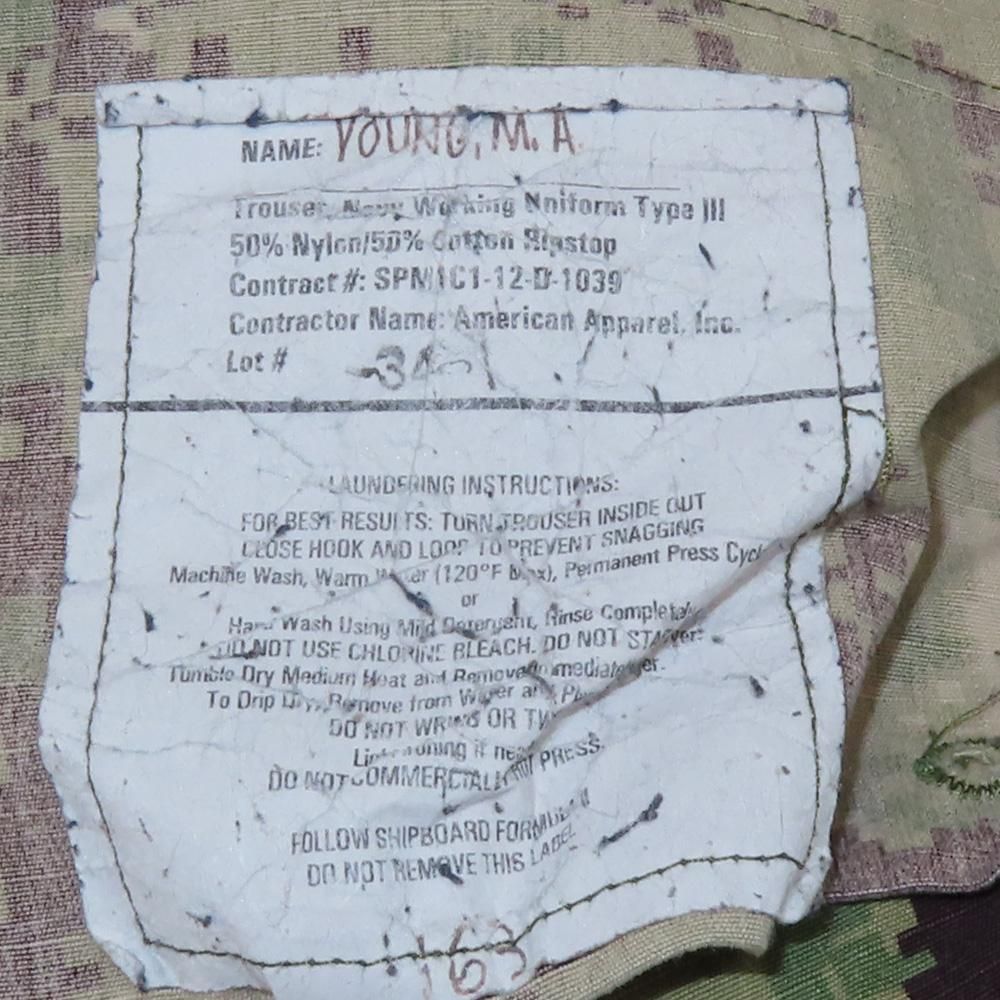 NAME: YOUNG, M. A.
Trouser, Navy Working Uniform Type III
50% Nylon/50% Cotton Ripstop
Contract #: SPM1C1-12-D-1039
Contractor Name: American Apparel, Inc.
Lot #
LAUNDERING INSTRUCTIONS:
FOR BEST RESULTS: TURN TROUSER INSIDE OUT
CLOSE HOOK AND LOOP TO PREVENT SNAGGING
Machine Wash, Warm Water (120°F Max), Permanent Press Cycle
or
Hand Wash Using Mild Detergent, Rinse Completely
DO NOT USE CHLORINE BLEACH. DO NOT
Tumble Dry Medium Heat and Remove Immediately
To Drip Dry, Remove from Water and
DO NOT WRING OR
if
DO NOT COMMERCIAL PRESS.
FOLLOW SHIPBOARD FORMULA II
DO NOT REMOVE THIS LABEL
163